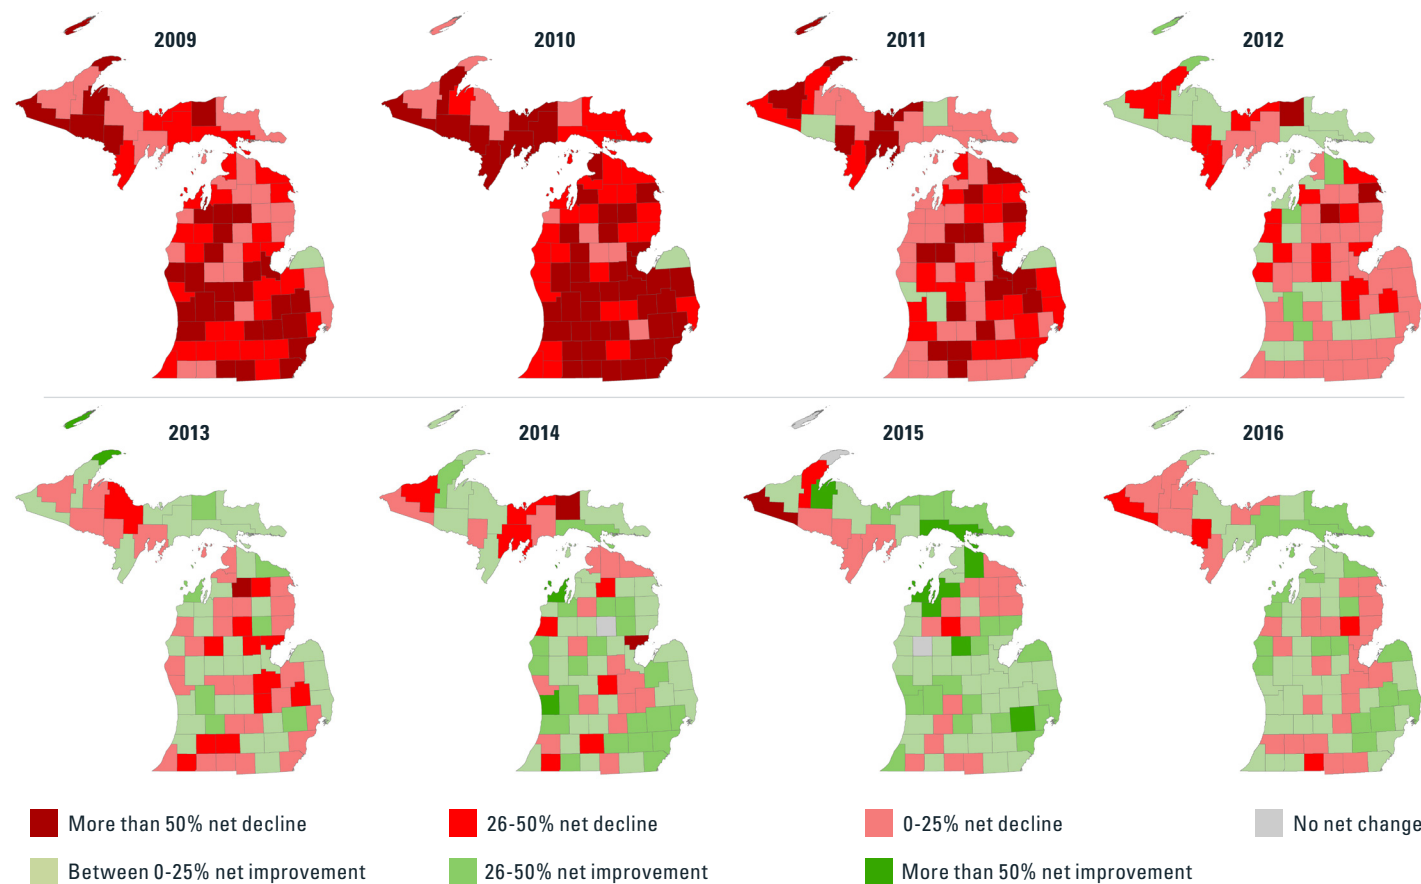 2009
2010
2011
2012
2013
2014
2015
2016
More than 50% net decline
26-50% net decline
0-25% net decline
No net change
Between 0-25% net improvement
26-50% net improvement
More than 50% net improvement